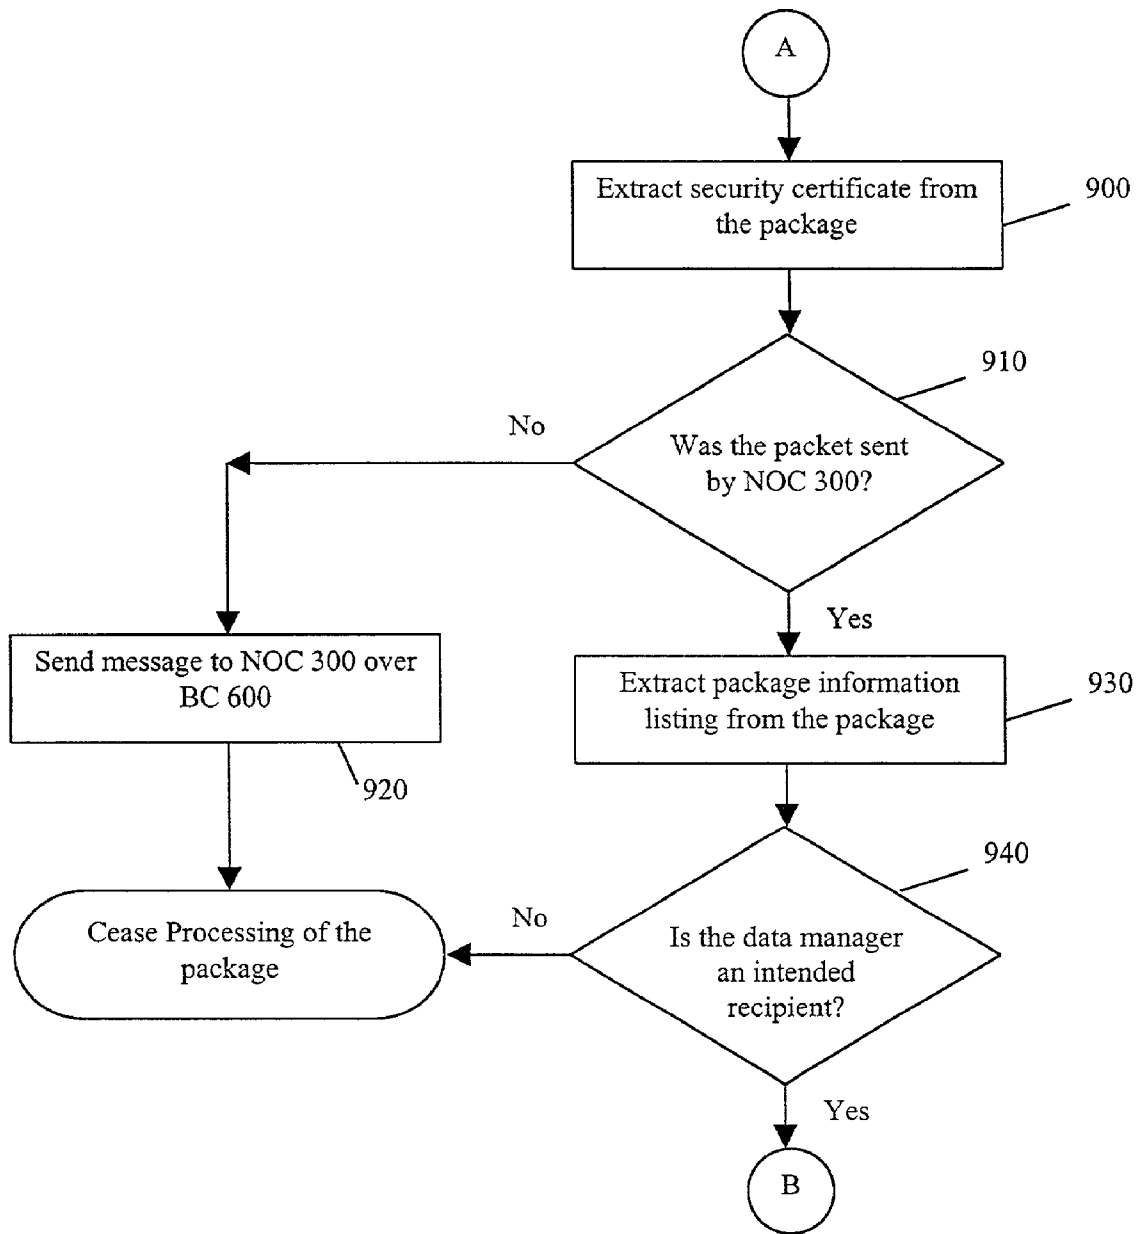 A
Extract security certificate from
the package
900
910
No
Was the packet sent
by NOC 300?
Yes
Send message to NOC 300 over
BC 600
920
Extract package information
listing from the package
930
940
No
Cease Processing of the
package
Is the data manager
an intended
recipient?
Yes
B